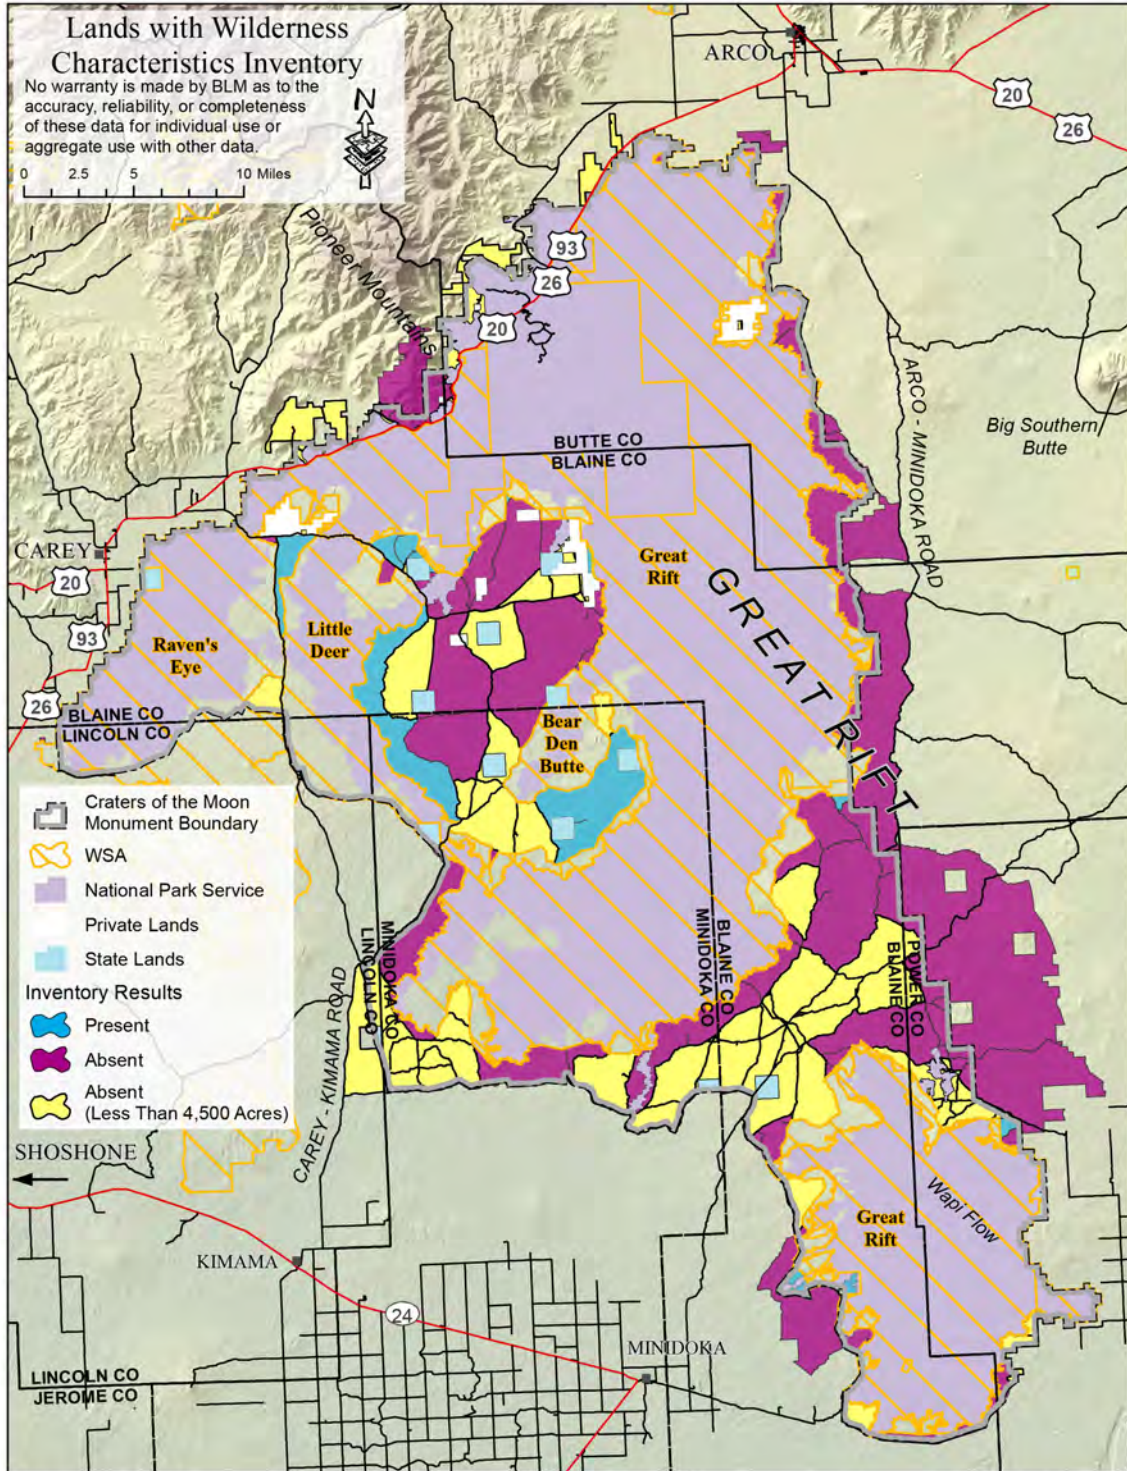 Lands with Wilderness
Characteristics Inventory
No warranty is made by BLM as to the
accuracy, reliability, or completeness
of these data for individual use or
aggregate use with other data.
N
0 2.5 5 10 Miles
ARCO
20
26
Pioneer Mountains
93
26
20
ARCO - MINIDOKA ROAD
Big Southern
Butte
BUTTE CO
BLAINE CO
CAREY
20
93
26
Great
Rift
GREAT RIFT
Raven's
Eye
Little
Deer
BLAINE CO
LINCOLN CO
Bear
Den
Butte
Craters of the Moon
Monument Boundary
WSA
National Park Service
Private Lands
State Lands
Inventory Results
Present
Absent
Absent
(Less Than 4,500 Acres)
MINIDOKA CO
LINCOLN CO
BLAINE CO
MINIDOKA CO
POWER CO
BLAINE CO
CAREY - KIMAMA ROAD
SHOSHONE
Wapi Flow
Great
Rift
KIMAMA
24
MINIDOKA
LINCOLN CO
JEROME CO